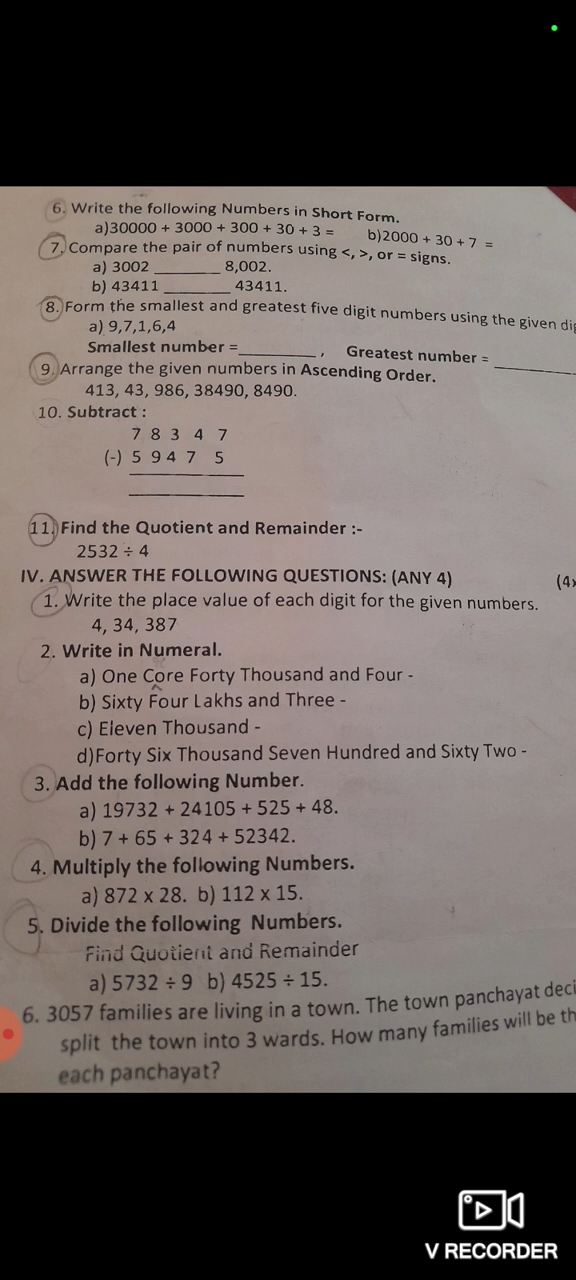 6. Write the following Numbers in Short Form.
a)30000 + 3000 + 300 + 30 + 3 = b)2000 + 30 + 7 =
7. Compare the pair of numbers using <, >, or = signs.
a) 3002 ________ 8,002.
b) 43411 ________ 43411.
8. Form the smallest and greatest five digit numbers using the given
a) 9,7,1,6,4
Smallest number =_________ , Greatest number = _________
9. Arrange the given numbers in Ascending Order.
413, 43, 986, 38490, 8490.
10. Subtract :
7 8 3 4 7
(-) 5 9 4 7 5
11. Find the Quotient and Remainder :-
2532 ÷ 4
IV. ANSWER THE FOLLOWING QUESTIONS: (ANY 4) (4x
1. Write the place value of each digit for the given numbers.
4, 34, 387
2. Write in Numeral.
a) One Core Forty Thousand and Four -
b) Sixty Four Lakhs and Three -
c) Eleven Thousand -
d)Forty Six Thousand Seven Hundred and Sixty Two -
3. Add the following Number.
a) 19732 + 24105 + 525 + 48.
b) 7 + 65 + 324 + 52342.
4. Multiply the following Numbers.
a) 872 x 28. b) 112 x 15.
5. Divide the following Numbers.
Find Quotient and Remainder
a) 5732 ÷ 9 b) 4525 ÷ 15.
6. 3057 families are living in a town. The town panchayat
split the town into 3 wards. How many families will be
each panchayat?
V RECORDER